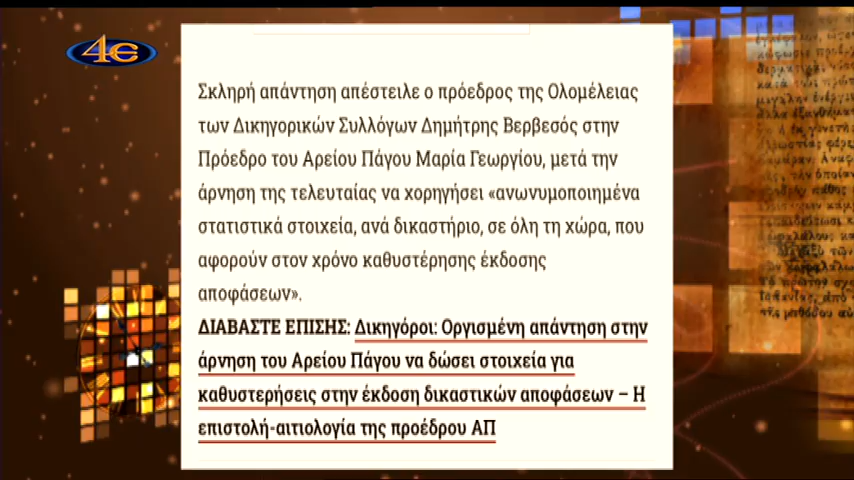 4ε
Σκληρή απάντηση απέστειλε ο πρόεδρος της Ολομέλειας
των Δικηγορικών Συλλόγων Δημήτρης Βερβεσός στην
Πρόεδρο του Αρείου Πάγου Μαρία Γεωργίου, μετά την
άρνηση της τελευταίας να χορηγήσει «ανωνυμοποιημένα
στατιστικά στοιχεία, ανά δικαστήριο, σε όλη τη χώρα, που
αφορούν στον χρόνο καθυστέρησης έκδοσης
αποφάσεων».
ΔΙΑΒΑΣΤΕ ΕΠΙΣΗΣ: Δικηγόροι: Οργισμένη απάντηση στην
άρνηση του Αρείου Πάγου να δώσει στοιχεία για
καθυστερήσεις στην έκδοση δικαστικών αποφάσεων – Η
επιστολή-αιτιολογία της προέδρου ΑΠ